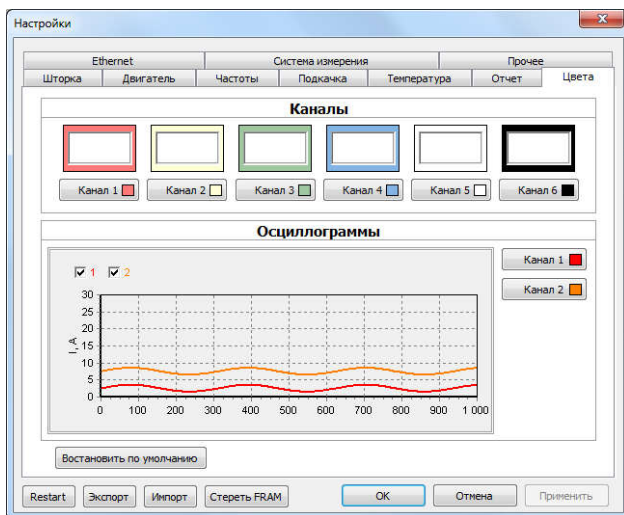 Настройки
Ethernet Система измерения Прочее
Шторка Двигатель Частоты Подкачка Температура Отчет Цвета
Каналы
Канал 1 Канал 2 Канал 3 Канал 4 Канал 5 Канал 6
Осциллограммы
1 2
Канал 1
Канал 2
30
25
20
15
10
5
0
I, A
0 100 200 300 400 500 600 700 800 900 1 000
Востановить по умолчанию
Restart Экспорт Импорт Стереть FRAM OK Отмена Применить